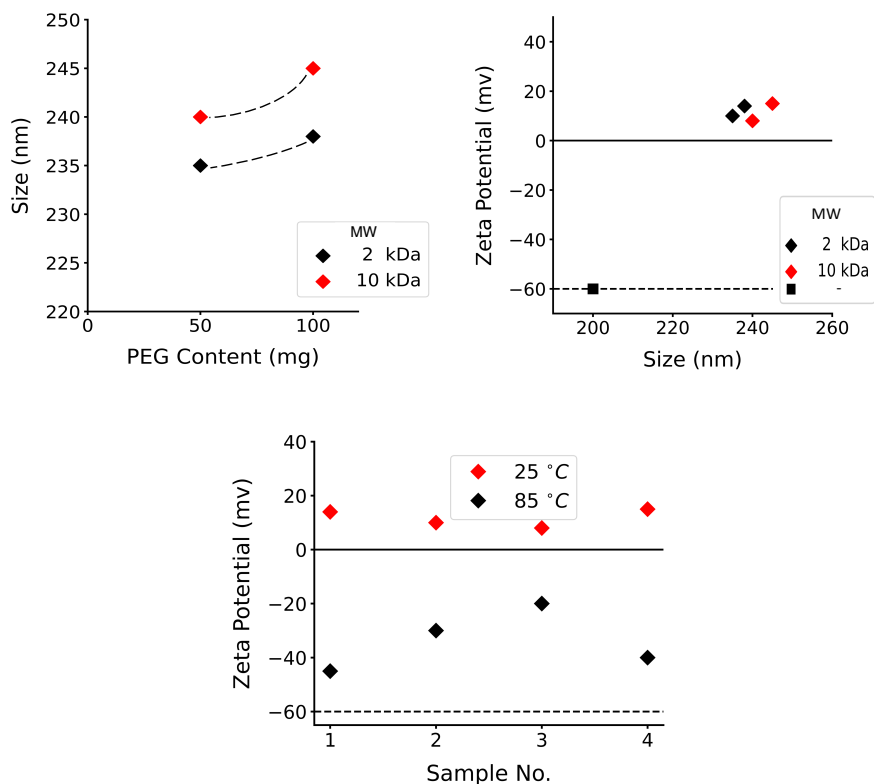 250
245
240
235
230
225
220
0
50
100
Size (nm)
PEG Content (mg)
MW
2 kDa
10 kDa
40
20
0
−20
−40
−60
200
220
240
260
Zeta Potential (mv)
Size (nm)
MW
2 kDa
10 kDa
-
40
20
0
−20
−40
−60
1
2
3
4
Zeta Potential (mv)
Sample No.
25 °C
85 °C